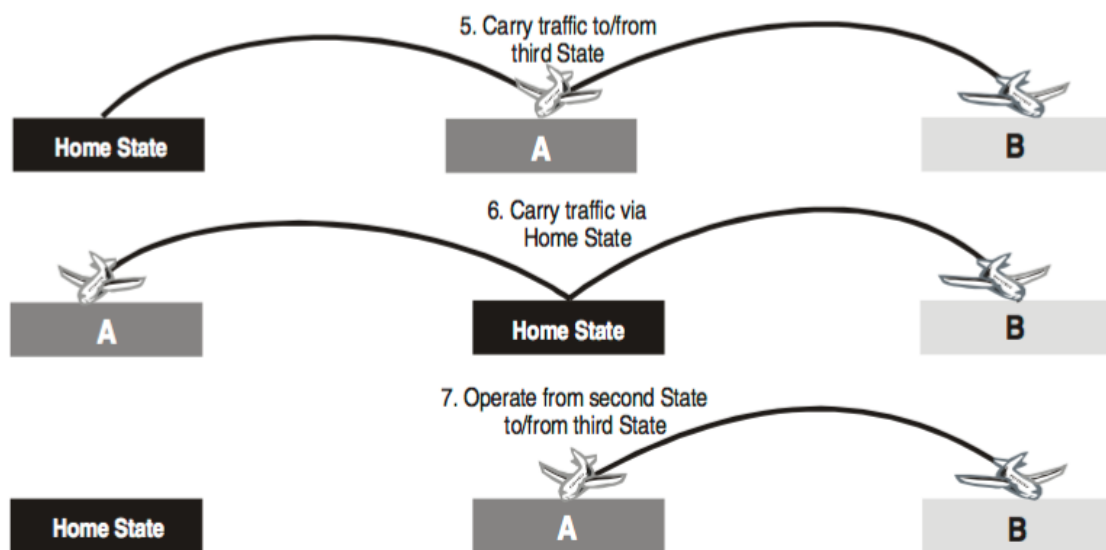 5. Carry traffic to/from
third State
Home State
A
B
6. Carry traffic via
Home State
A
Home State
B
7. Operate from second State
to/from third State
Home State
A
B